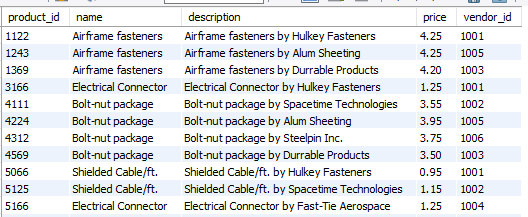 product_id name description price vendor_id
1122 Airframe fasteners Airframe fasteners by Hulkey Fasteners 4.25 1001
1243 Airframe fasteners Airframe fasteners by Alum Sheeting 4.25 1005
1369 Airframe fasteners Airframe fasteners by Durrable Products 4.20 1003
3166 Electrical Connector Electrical Connector by Hulkey Fasteners 1.25 1001
4111 Bolt-nut package Bolt-nut package by Spacetime Technologies 3.55 1002
4224 Bolt-nut package Bolt-nut package by Alum Sheeting 3.95 1005
4312 Bolt-nut package Bolt-nut package by Steelpin Inc. 3.75 1006
4569 Bolt-nut package Bolt-nut package by Durrable Products 3.50 1003
5066 Shielded Cable/ft. Shielded Cable/ft. by Hulkey Fasteners 0.95 1001
5125 Shielded Cable/ft. Shielded Cable/ft. by Spacetime Technologies 1.15 1002
5166 Electrical Connector Electrical Connector by Fast-Tie Aerospace 1.25 1004